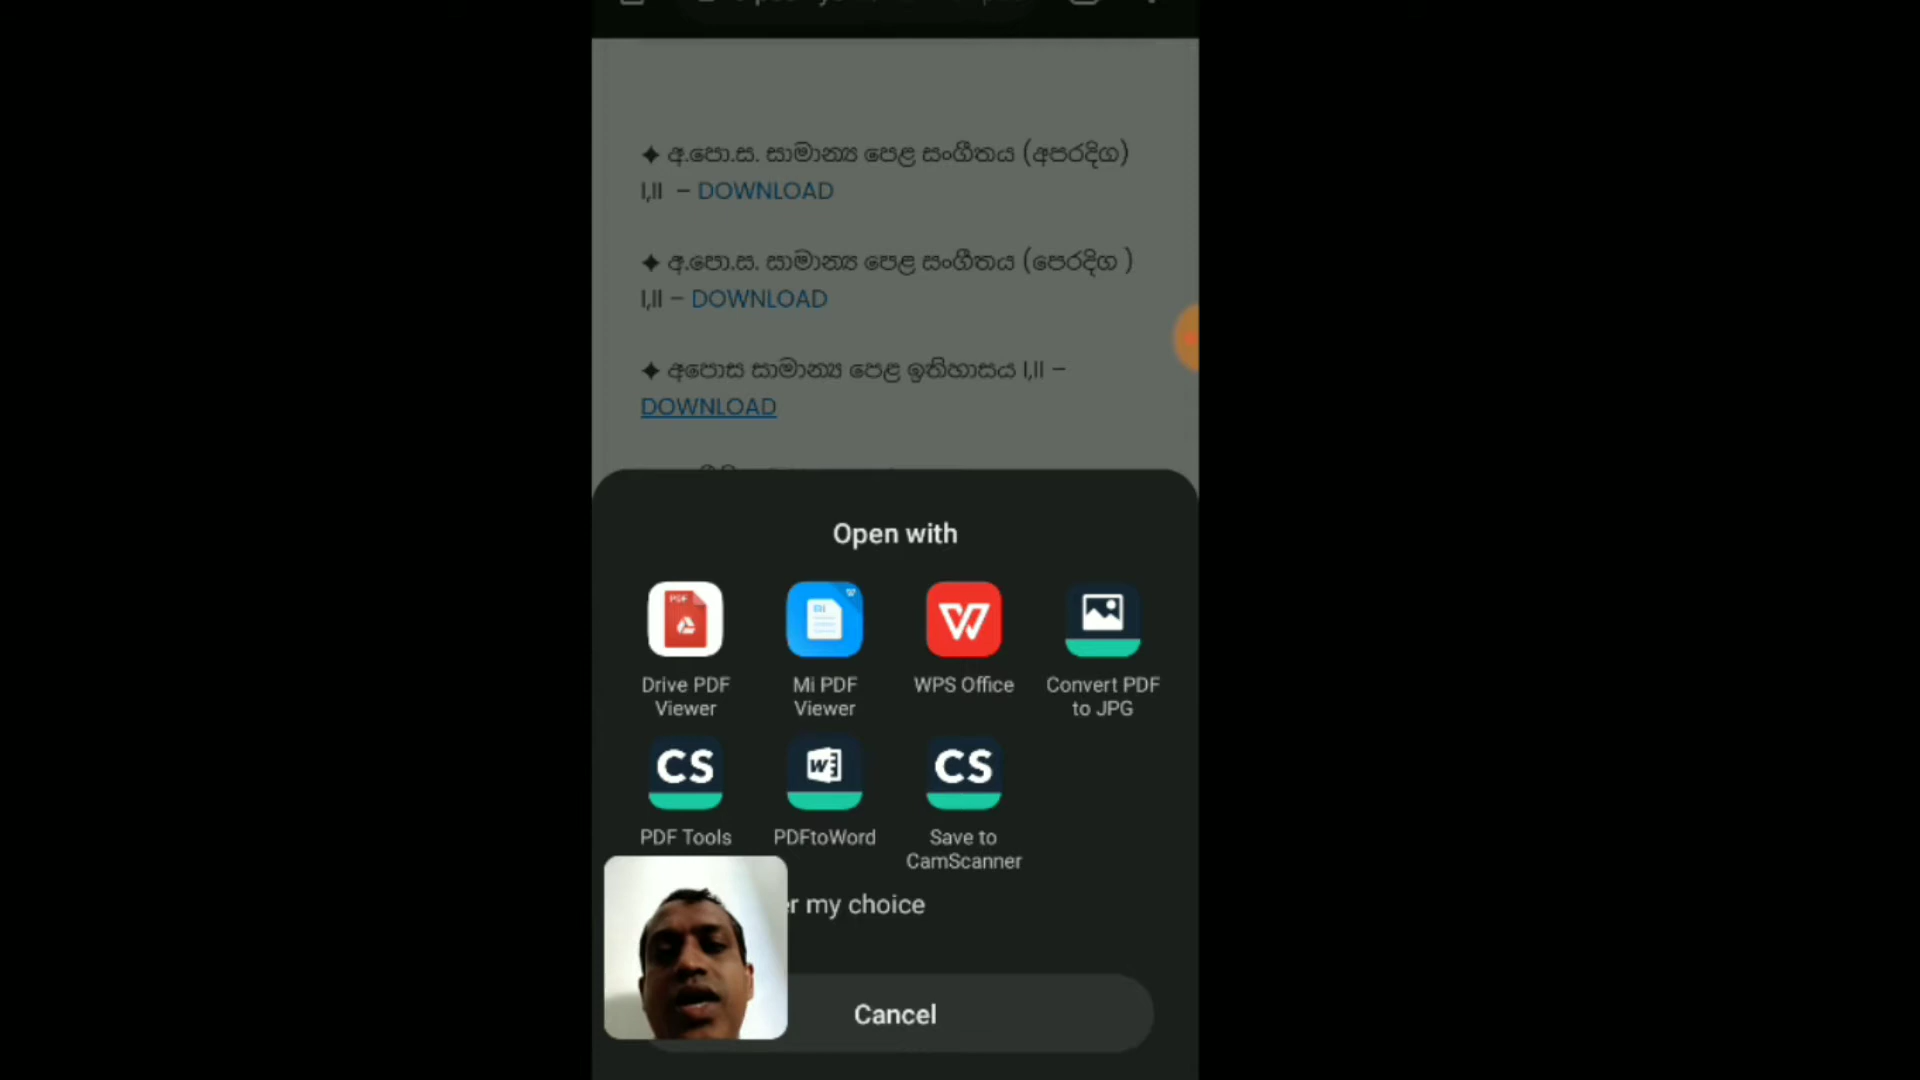 ✦ අ.පො.ස. සාමාන්‍ය පෙළ සංගීතය (අපරදිග)
I,II – DOWNLOAD
✦ අ.පො.ස. සාමාන්‍ය පෙළ සංගීතය (පෙරදිග )
I,II – DOWNLOAD
✦ අපොස සාමාන්‍ය පෙළ ඉතිහාසය I,II –
DOWNLOAD
Open with
Drive PDF Viewer
Mi PDF Viewer
WPS Office
Convert PDF to JPG
PDF Tools
PDFtoWord
Save to CamScanner
my choice
Cancel